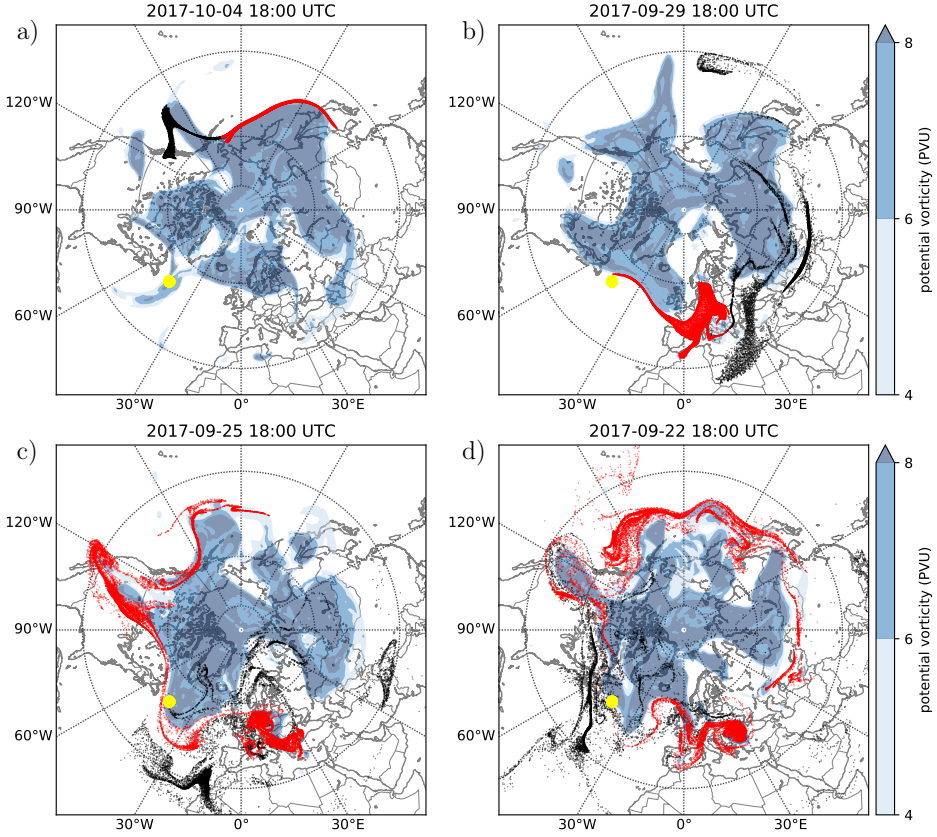 a)
2017-10-04 18:00 UTC
120°W
90°W
60°W
30°W
0°
30°E
b)
2017-09-29 18:00 UTC
120°W
90°W
60°W
30°W
0°
30°E
8
6
4
potential vorticity (PVU)
c)
2017-09-25 18:00 UTC
120°W
90°W
60°W
30°W
0°
30°E
d)
2017-09-22 18:00 UTC
120°W
90°W
60°W
30°W
0°
30°E
8
6
4
potential vorticity (PVU)